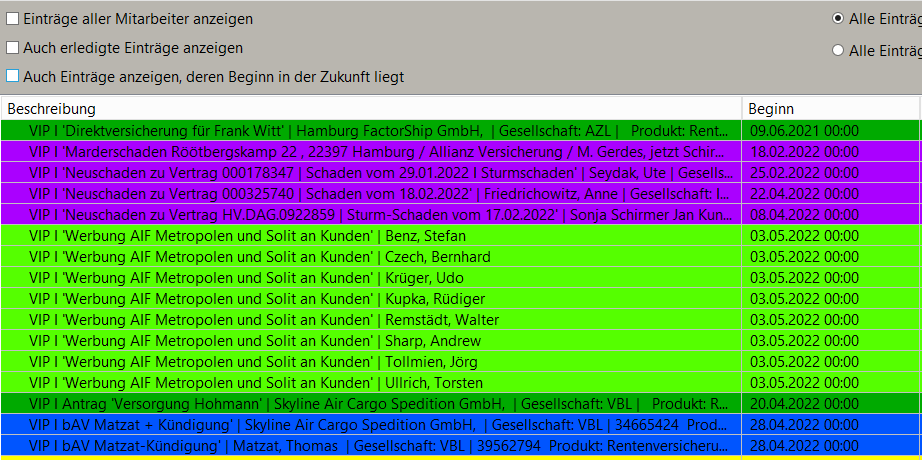 Einträge aller Mitarbeiter anzeigen
Alle Einträg
Auch erledigte Einträge anzeigen
Alle Einträg
Auch Einträge anzeigen, deren Beginn in der Zukunft liegt
Beschreibung Beginn
VIP I 'Direktversicherung für Frank Witt' | Hamburg FactorShip GmbH, | Gesellschaft: AZL | Produkt: Rent... 09.06.2021 00:00
VIP I 'Marderschaden Röötbergskamp 22 , 22397 Hamburg / Allianz Versicherung / M. Gerdes, jetzt Schir... 18.02.2022 00:00
VIP I 'Neuschaden zu Vertrag 000178347 | Schaden vom 29.01.2022 I Sturmschaden' | Seydak, Ute | Gesells... 25.02.2022 00:00
VIP I 'Neuschaden zu Vertrag 000325740 | Schaden vom 18.02.2022' | Friedrichowitz, Anne | Gesellschaft: I... 22.04.2022 00:00
VIP I 'Neuschaden zu Vertrag HV.DAG.0922859 | Sturm-Schaden vom 17.02.2022' | Sonja Schirmer Jan Kun... 08.04.2022 00:00
VIP I 'Werbung AIF Metropolen und Solit an Kunden' | Benz, Stefan 03.05.2022 00:00
VIP I 'Werbung AIF Metropolen und Solit an Kunden' | Czech, Bernhard 03.05.2022 00:00
VIP I 'Werbung AIF Metropolen und Solit an Kunden' | Krüger, Udo 03.05.2022 00:00
VIP I 'Werbung AIF Metropolen und Solit an Kunden' | Kupka, Rüdiger 03.05.2022 00:00
VIP I 'Werbung AIF Metropolen und Solit an Kunden' | Remstädt, Walter 03.05.2022 00:00
VIP I 'Werbung AIF Metropolen und Solit an Kunden' | Sharp, Andrew 03.05.2022 00:00
VIP I 'Werbung AIF Metropolen und Solit an Kunden' | Tollmien, Jörg 03.05.2022 00:00
VIP I 'Werbung AIF Metropolen und Solit an Kunden' | Ullrich, Torsten 03.05.2022 00:00
VIP I Antrag 'Versorgung Hohmann' | Skyline Air Cargo Spedition GmbH, | Gesellschaft: VBL | Produkt: R... 20.04.2022 00:00
VIP I bAV Matzat + Kündigung' | Skyline Air Cargo Spedition GmbH, | Gesellschaft: VBL | 34665424 Prod... 28.04.2022 00:00
VIP I bAV Matzat-Kündigung' | Matzat, Thomas | Gesellschaft: VBL | 39562794 Produkt: Rentenversicheru... 28.04.2022 00:00